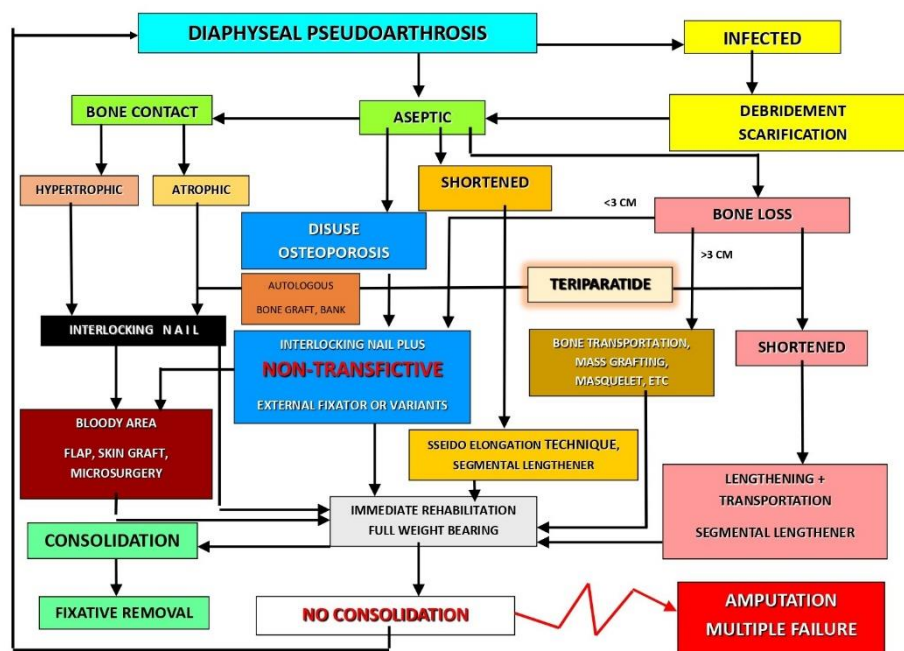 DIAPHYSEAL PSEUDOARTHROSIS
INFECTED
BONE CONTACT
ASEPTIC
DEBRIDEMENT
SCARIFICATION
HYPERTROPHIC
ATROPHIC
SHORTENED
<3 CM
BONE LOSS
DISUSE
OSTEOPOROSIS
>3 CM
AUTOLOGOUS
BONE GRAFT, BANK
TERIPARATIDE
INTERLOCKING N A I L
INTERLOCKING NAIL PLUS
NON-TRANSFICTIVE
EXTERNAL FIXATOR OR VARIANTS
BONE TRANSPORTATION,
MASS GRAFTING,
MASQUELET, ETC
SHORTENED
BLOODY AREA
FLAP, SKIN GRAFT,
MICROSURGERY
SSEIDO ELONGATION TECHNIQUE,
SEGMENTAL LENGTHENER
LENGTHENING +
TRANSPORTATION
SEGMENTAL LENGTHENER
IMMEDIATE REHABILITATION
FULL WEIGHT BEARING
CONSOLIDATION
FIXATIVE REMOVAL
NO CONSOLIDATION
AMPUTATION
MULTIPLE FAILURE